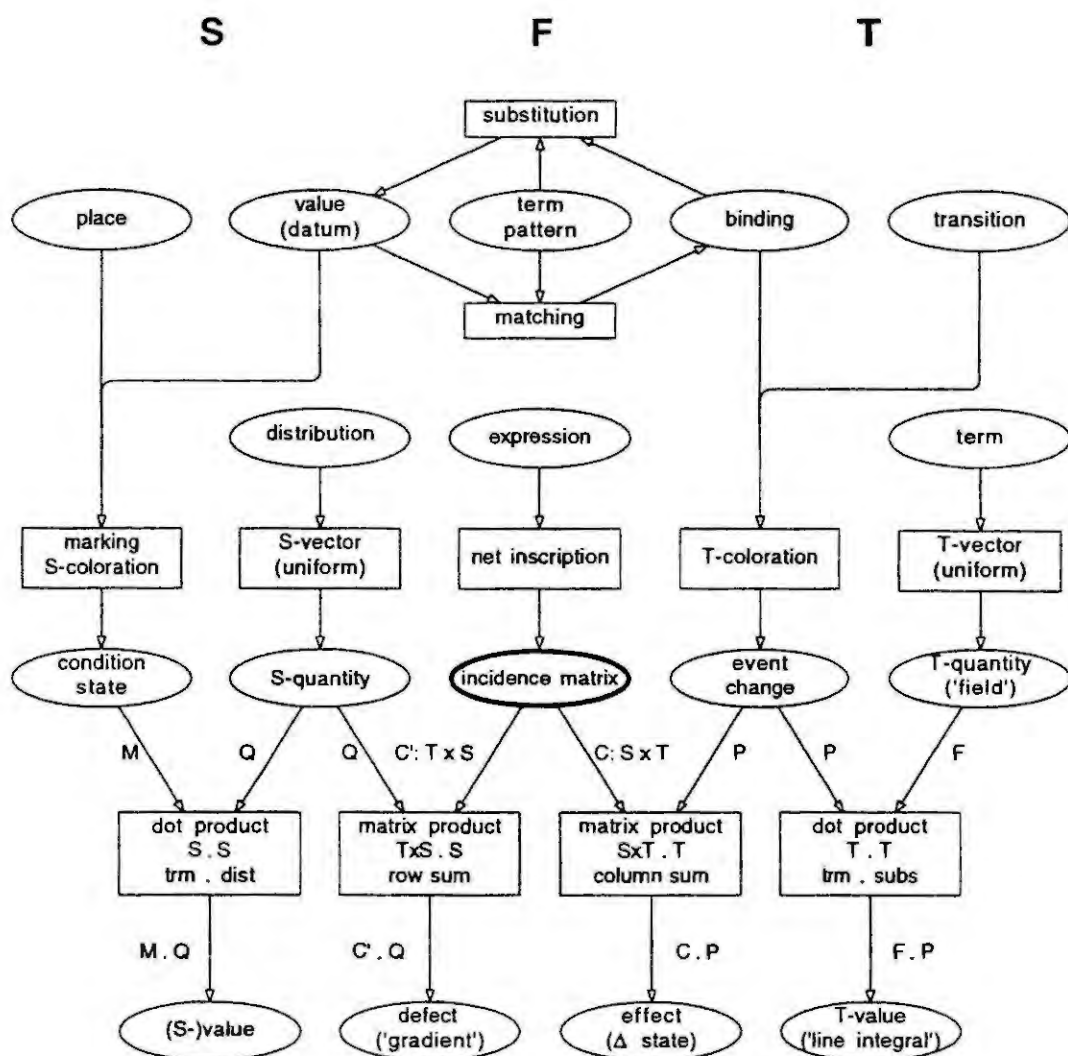 S F T
substitution
place
value
(datum)
term
pattern
binding
transition
matching
distribution
expression
term
marking
S-coloration
S-vector
(uniform)
net inscription
T-coloration
T-vector
(uniform)
condition
state
S-quantity
incidence matrix
event
change
T-quantity
('field')
M
Q
Q
C': T x S
C: S x T
P
P
F
dot product
S . S
trm . dist
matrix product
TxS . S
row sum
matrix product
SxT . T
column sum
dot product
T . T
trm . subs
M . Q
C' . Q
C . P
F . P
(S-)value
defect
('gradient')
effect
(Δ state)
T-value
('line integral')